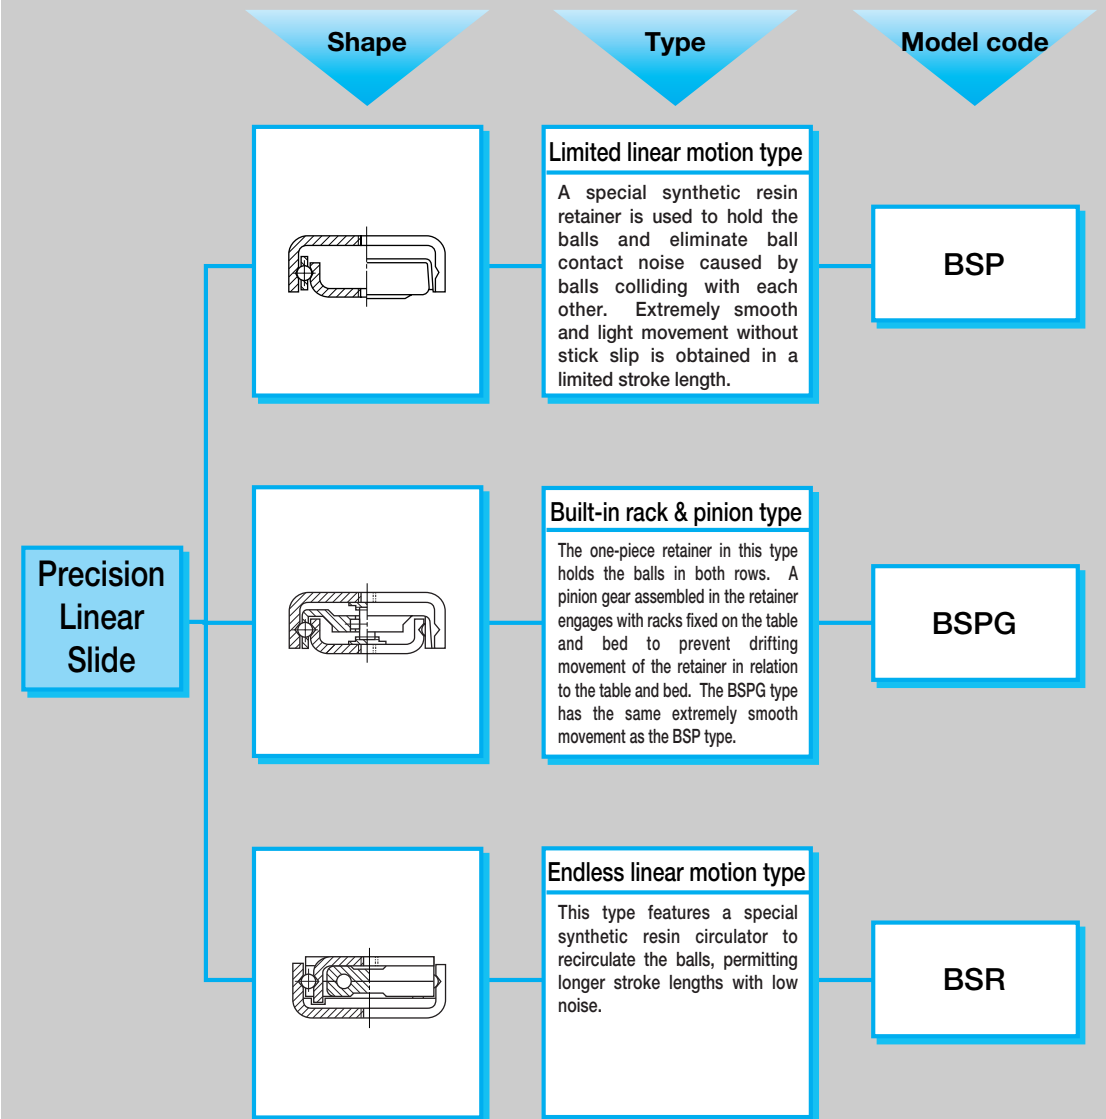 Shape
Type
Model code
Precision
Linear
Slide
Limited linear motion type
A special synthetic resin
retainer is used to hold the
balls and eliminate ball
contact noise caused by
balls colliding with each
other. Extremely smooth
and light movement without
stick slip is obtained in a
limited stroke length.
BSP
Built-in rack & pinion type
The one-piece retainer in this type
holds the balls in both rows. A
pinion gear assembled in the retainer
engages with racks fixed on the table
and bed to prevent drifting
movement of the retainer in relation
to the table and bed. The BSPG type
has the same extremely smooth
movement as the BSP type.
BSPG
Endless linear motion type
This type features a special
synthetic resin circulator to
recirculate the balls, permitting
longer stroke lengths with low
noise.
BSR